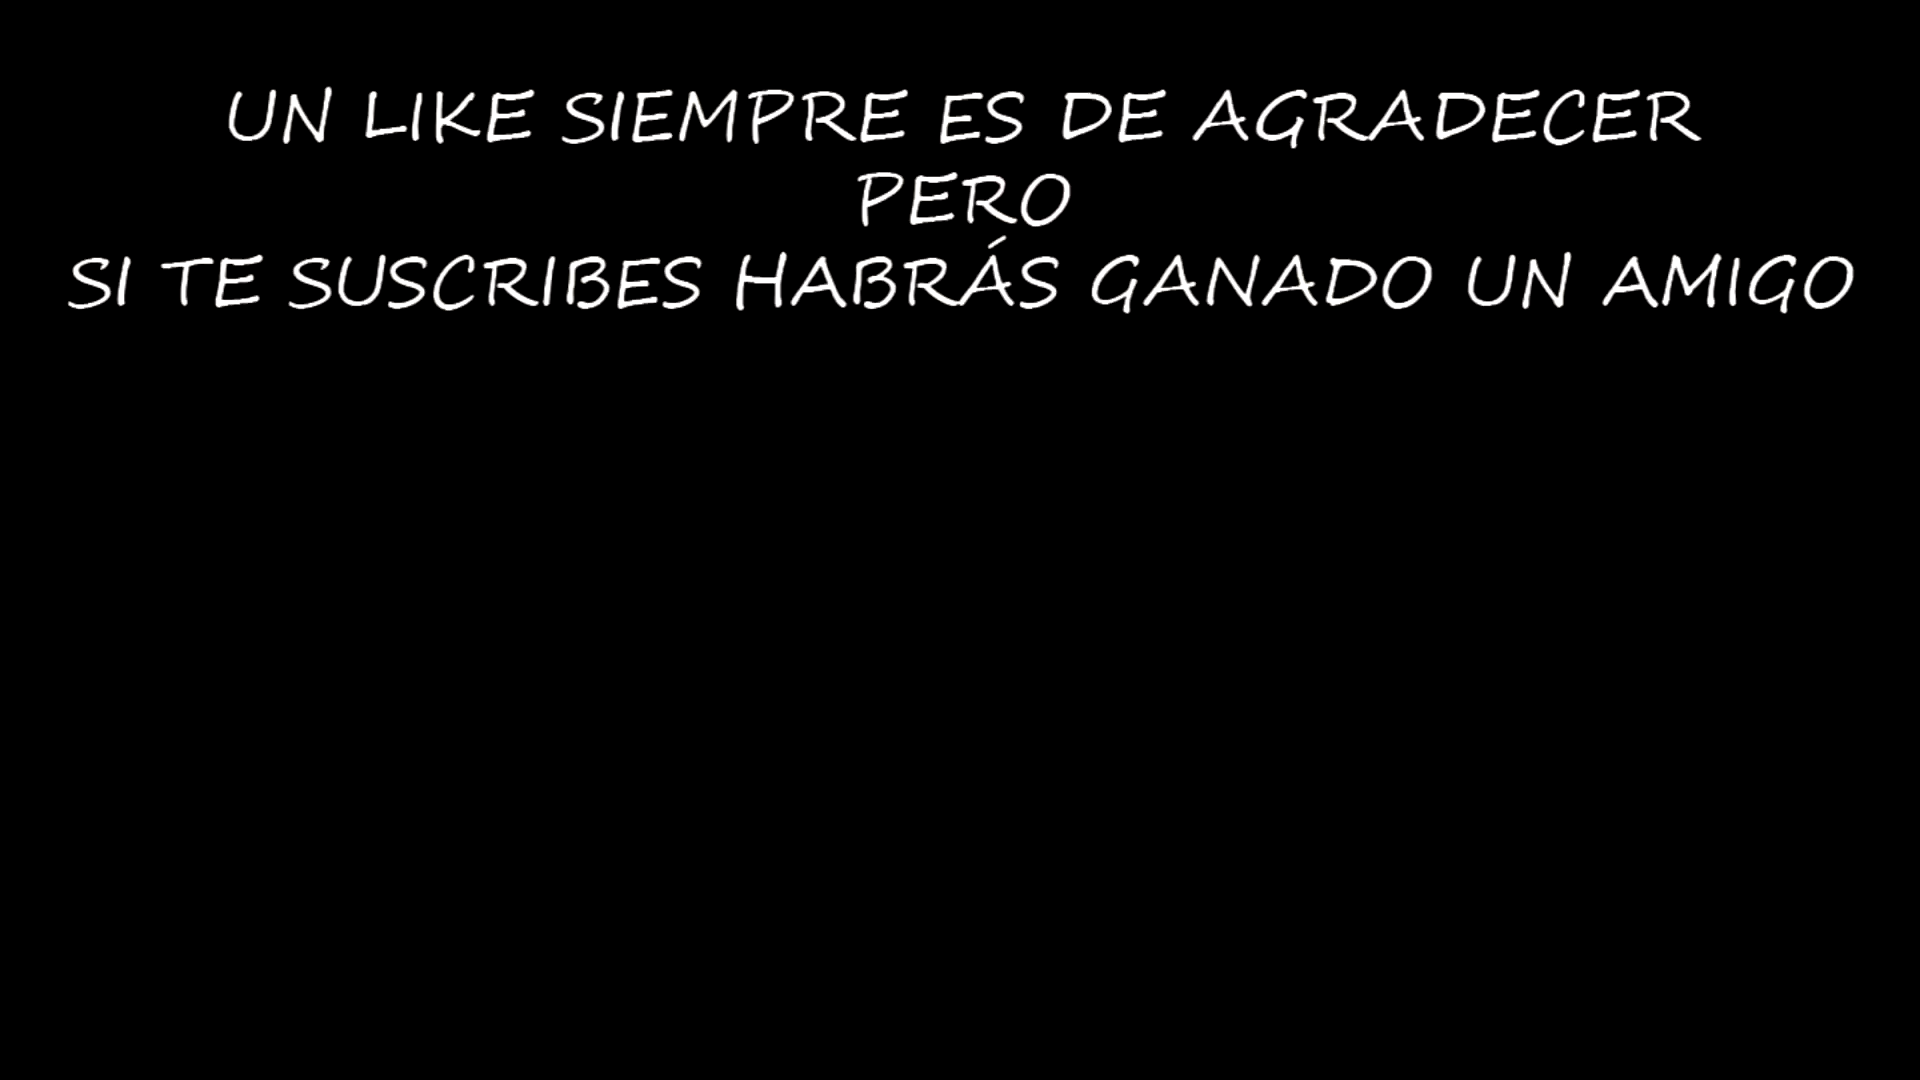 UN LIKE SIEMPRE ES DE AGRADECER
PERO
SI TE SUSCRIBES HABRÁS GANADO UN AMIGO